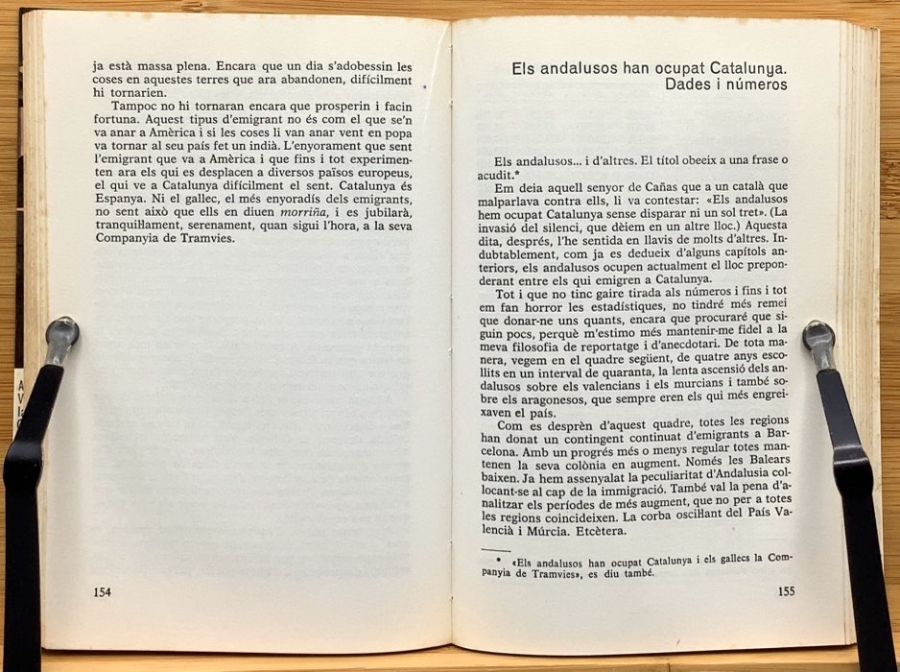 ja està massa plena. Encara que un dia s'adobessin les
coses en aquestes terres que ara abandonen, difícilment
hi tornarien.
Tampoc no hi tornaran encara que prosperin i facin
fortuna. Aquest tipus d'emigrant no és com el que se'n
va anar a Amèrica i si les coses li van anar vent en popa
va tornar al seu país fet un indià. L'enyorament que sent
l'emigrant que va a Amèrica i que fins i tot experimen-
ten ara els qui es desplacen a diversos països europeus,
el qui ve a Catalunya difícilment el sent. Catalunya és
Espanya. Ni el gallec, el més enyoradís dels emigrants,
no sent això que ells en diuen morriña, i es jubilarà,
tranquiŀlament, serenament, quan sigui l'hora, a la seva
Companyia de Tramvies.
154
Els andalusos han ocupat Catalunya.
Dades i números
Els andalusos... i d'altres. El títol obeeix a una frase o
acudit.*
Em deia aquell senyor de Cañas que a un català que
malparlava contra ells, li va contestar: «Els andalusos
hem ocupat Catalunya sense disparar ni un sol tret». (La
invasió del silenci, que dèiem en un altre lloc.) Aquesta
dita, després, l'he sentida en llavis de molts d'altres. In-
dubtablement, com ja es dedueix d'alguns capítols an-
teriors, els andalusos ocupen actualment el lloc prepon-
derant entre els qui emigren a Catalunya.
Tot i que no tinc gaire tirada als números i fins i tot
em fan horror les estadístiques, no tindré més remei
que donar-ne uns quants, encara que procuraré que si-
guin pocs, perquè m'estimo més mantenir-me fidel a la
meva filosofia de reportatge i d'anecdotari. De tota ma-
nera, vegem en el quadre següent, de quatre anys esco-
llits en un interval de quaranta, la lenta ascensió dels an-
dalusos sobre els valencians i els murcians i també so-
bre els aragonesos, que sempre eren els qui més engrei-
xaven el país.
Com es desprèn d'aquest quadre, totes les regions
han donat un contingent continuat d'emigrants a Bar-
celona. Amb un progrés més o menys regular totes man-
tenen la seva colònia en augment. Només les Balears
baixen. Ja hem assenyalat la peculiaritat d'Andalusia col-
locant-se al cap de la immigració. També val la pena d'a-
nalitzar els períodes de més augment, que no per a totes
les regions coincideixen. La corba osciŀlant del País Va-
lencià i Múrcia. Etcètera.
* «Els andalusos han ocupat Catalunya i els gallecs la Com-
panyia de Tramvies», es diu també.
155